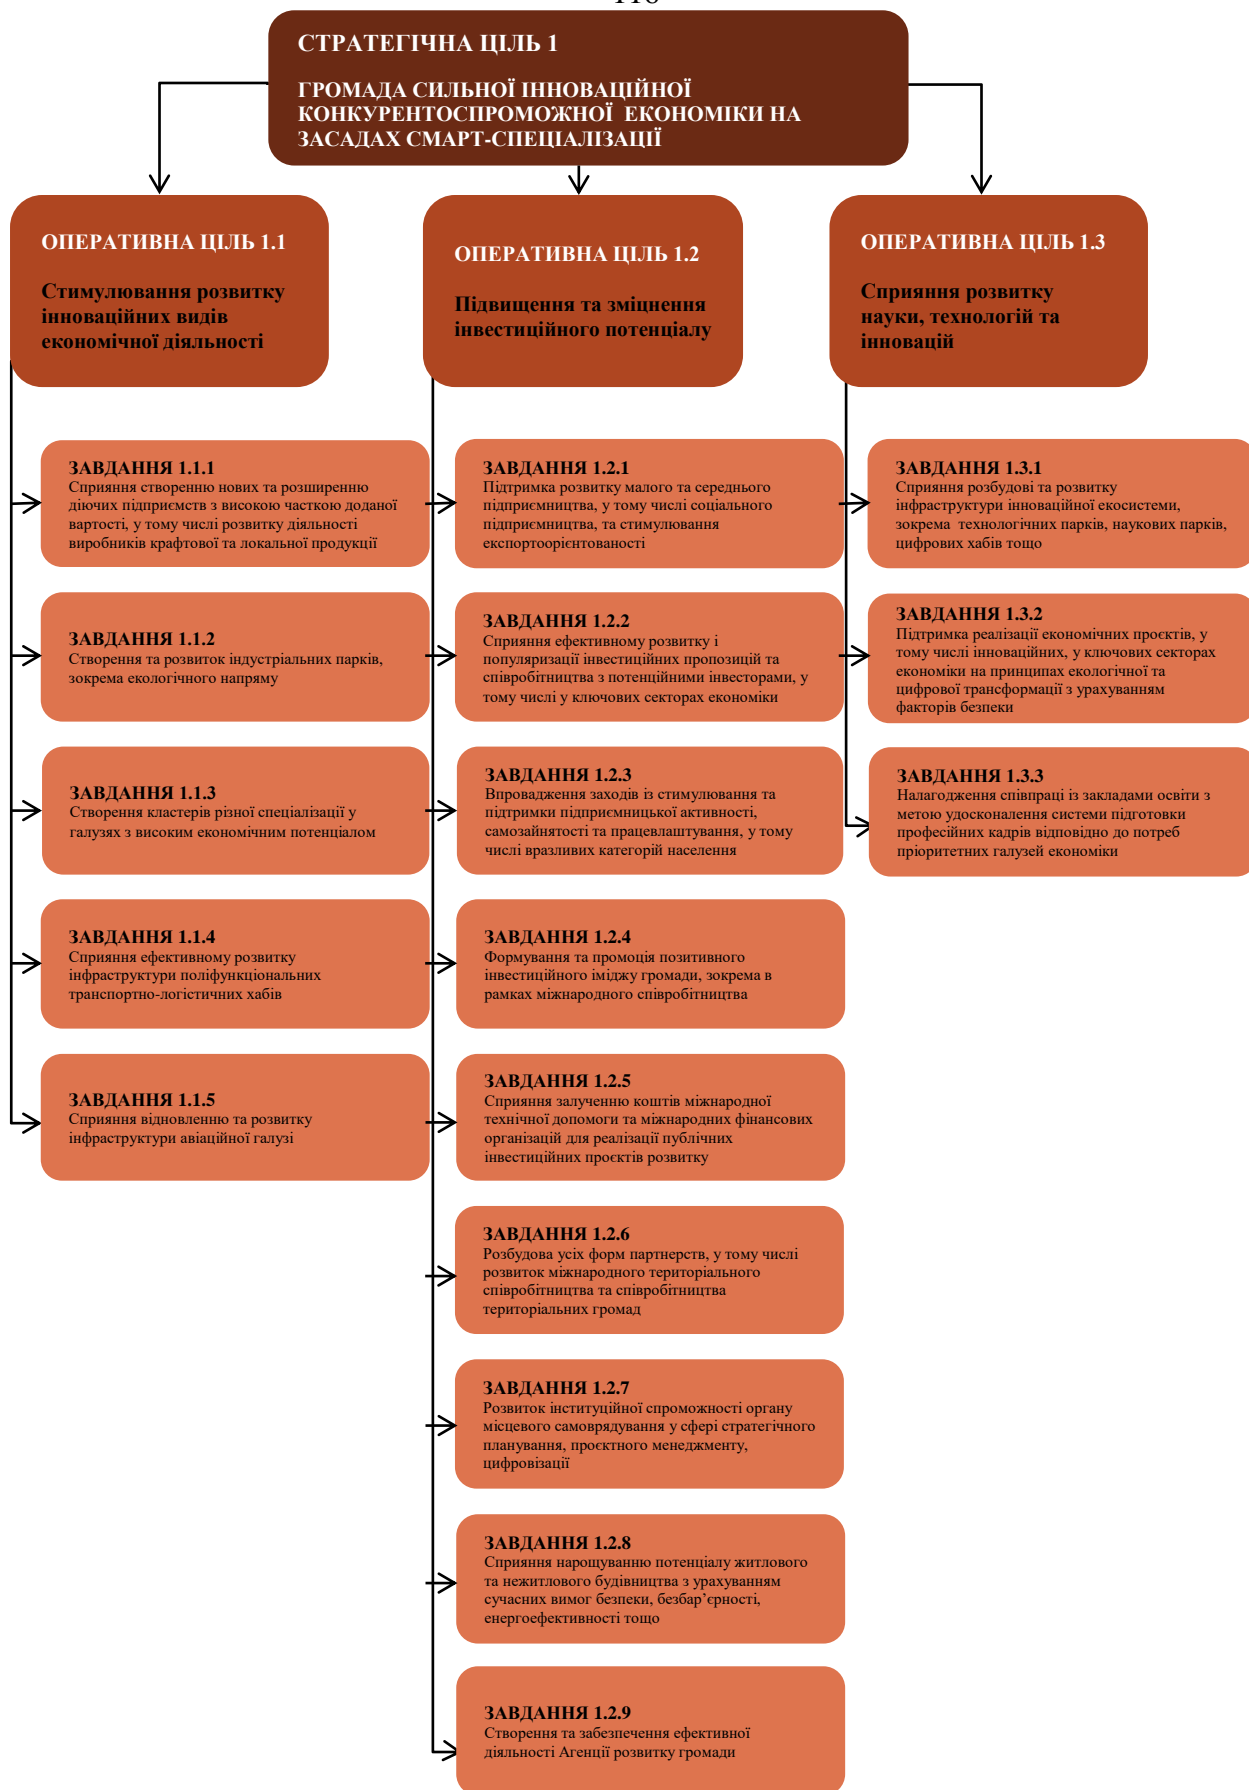 СТРАТЕГІЧНА ЦІЛЬ 1
ГРОМАДА СИЛЬНОЇ ІННОВАЦІЙНОЇ
КОНКУРЕНТОСПРОМОЖНОЇ ЕКОНОМІКИ НА
ЗАСАДАХ СМАРТ-СПЕЦІАЛІЗАЦІЇ
ОПЕРАТИВНА ЦІЛЬ 1.1
Стимулювання розвитку
інноваційних видів
економічної діяльності
ЗАВДАННЯ 1.1.1
Сприяння створенню нових та розширенню
діючих підприємств з високою часткою доданої
вартості, у тому числі розвитку діяльності
виробників крафтової та локальної продукції
ЗАВДАННЯ 1.1.2
Створення та розвиток індустріальних парків,
зокрема екологічного напряму
ЗАВДАННЯ 1.1.3
Створення кластерів різної спеціалізації у
галузях з високим економічним потенціалом
ЗАВДАННЯ 1.1.4
Сприяння ефективному розвитку
інфраструктури поліфункціональних
транспортно-логістичних хабів
ЗАВДАННЯ 1.1.5
Сприяння відновленню та розвитку
інфраструктури авіаційної галузі
ОПЕРАТИВНА ЦІЛЬ 1.2
Підвищення та зміцнення
інвестиційного потенціалу
ЗАВДАННЯ 1.2.1
Підтримка розвитку малого та середнього
підприємництва, у тому числі соціального
підприємництва, та стимулювання
експортоорієнтованості
ЗАВДАННЯ 1.2.2
Сприяння ефективному розвитку і
популяризації інвестиційних пропозицій та
співробітництва з потенційними інвесторами, у
тому числі у ключових секторах економіки
ЗАВДАННЯ 1.2.3
Впровадження заходів із стимулювання та
підтримки підприємницької активності,
самозайнятості та працевлаштування, у тому
числі вразливих категорій населення
ЗАВДАННЯ 1.2.4
Формування та промоція позитивного
інвестиційного іміджу громади, зокрема в
рамках міжнародного співробітництва
ЗАВДАННЯ 1.2.5
Сприяння залученню коштів міжнародної
технічної допомоги та міжнародних фінансових
організацій для реалізації публічних
інвестиційних проєктів розвитку
ЗАВДАННЯ 1.2.6
Розбудова усіх форм партнерств, у тому числі
розвиток міжнародного територіального
співробітництва та співробітництва
територіальних громад
ЗАВДАННЯ 1.2.7
Розвиток інституційної спроможності органу
місцевого самоврядування у сфері стратегічного
планування, проєктного менеджменту,
цифровізації
ЗАВДАННЯ 1.2.8
Сприяння нарощуванню потенціалу житлового
та нежитлового будівництва з урахуванням
сучасних вимог безпеки, безбар’єрності,
енергоефективності тощо
ЗАВДАННЯ 1.2.9
Створення та забезпечення ефективної
діяльності Агенції розвитку громади
ОПЕРАТИВНА ЦІЛЬ 1.3
Сприяння розвитку
науки, технологій та
інновацій
ЗАВДАННЯ 1.3.1
Сприяння розбудові та розвитку
інфраструктури інноваційної екосистеми,
зокрема технологічних парків, наукових парків,
цифрових хабів тощо
ЗАВДАННЯ 1.3.2
Підтримка реалізації економічних проєктів, у
тому числі інноваційних, у ключових секторах
економіки на принципах екологічної та
цифрової трансформації з урахуванням
факторів безпеки
ЗАВДАННЯ 1.3.3
Налагодження співпраці із закладами освіти з
метою удосконалення системи підготовки
професійних кадрів відповідно до потреб
пріоритетних галузей економіки